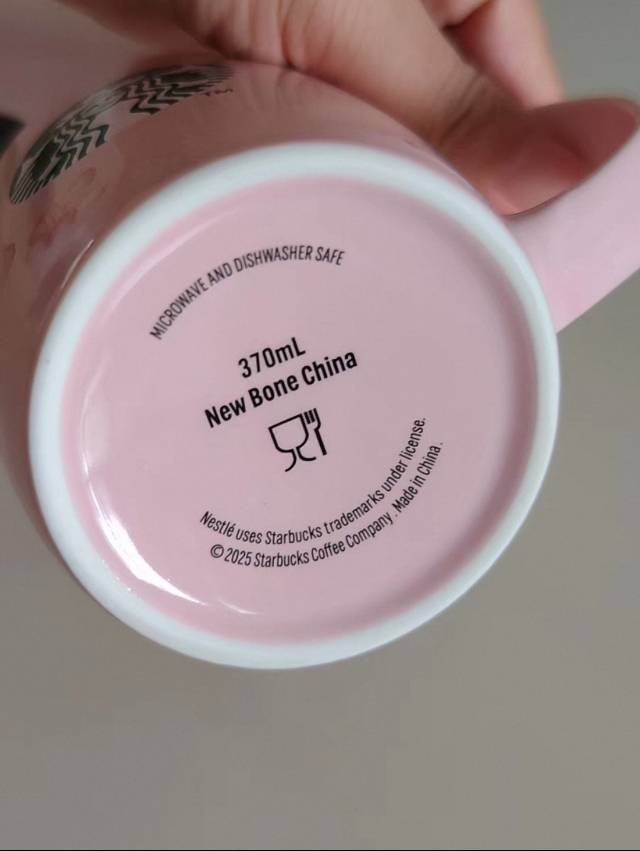 TM
MICROWAVE AND DISHWASHER SAFE
370mL
New Bone China
Nestlé uses Starbucks trademarks under license.
© 2025 Starbucks Coffee Company. Made in China.